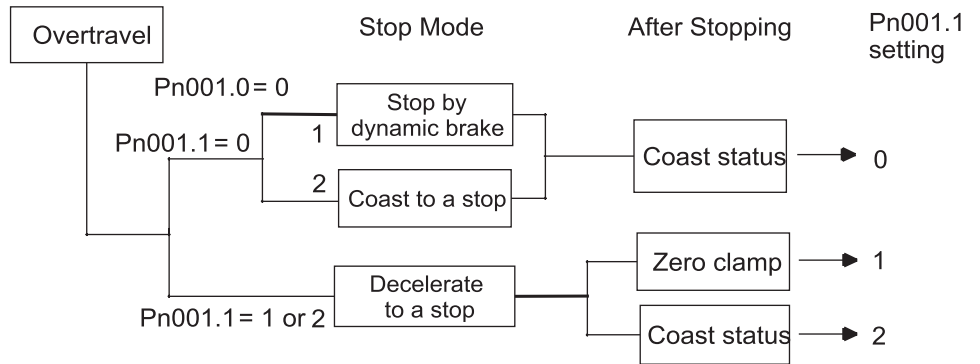 Overtravel
Stop Mode
After Stopping
Pn001.1
setting
Pn001.0 = 0
Stop by
dynamic brake
1
Pn001.1 = 0
Coast status
0
2
Coast to a stop
Zero clamp
1
Decelerate
to a stop
Pn001.1 = 1 or 2
Coast status
2